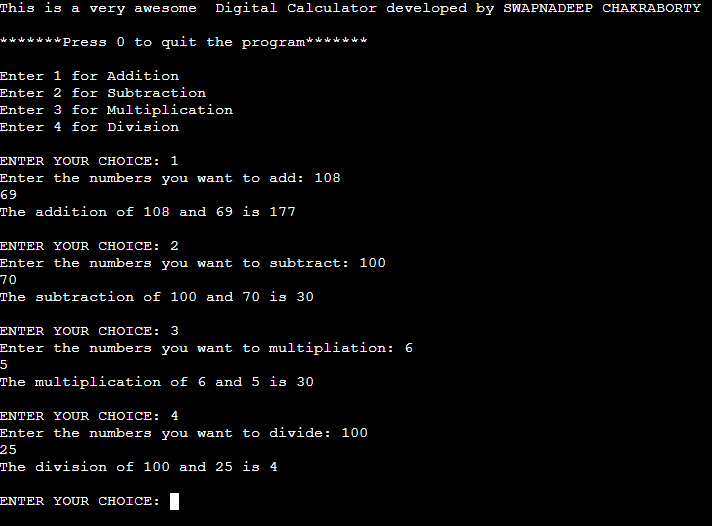 This is a very awesome  Digital Calculator developed by SWAPNADEEP CHAKRABORTY
*******Press 0 to quit the program*******
Enter 1 for Addition
Enter 2 for Subtraction
Enter 3 for Multiplication
Enter 4 for Division
ENTER YOUR CHOICE: 1
Enter the numbers you want to add: 108
69
The addition of 108 and 69 is 177
ENTER YOUR CHOICE: 2
Enter the numbers you want to subtract: 100
70
The subtraction of 100 and 70 is 30
ENTER YOUR CHOICE: 3
Enter the numbers you want to multipliation: 6
5
The multiplication of 6 and 5 is 30
ENTER YOUR CHOICE: 4
Enter the numbers you want to divide: 100
25
The division of 100 and 25 is 4
ENTER YOUR CHOICE: